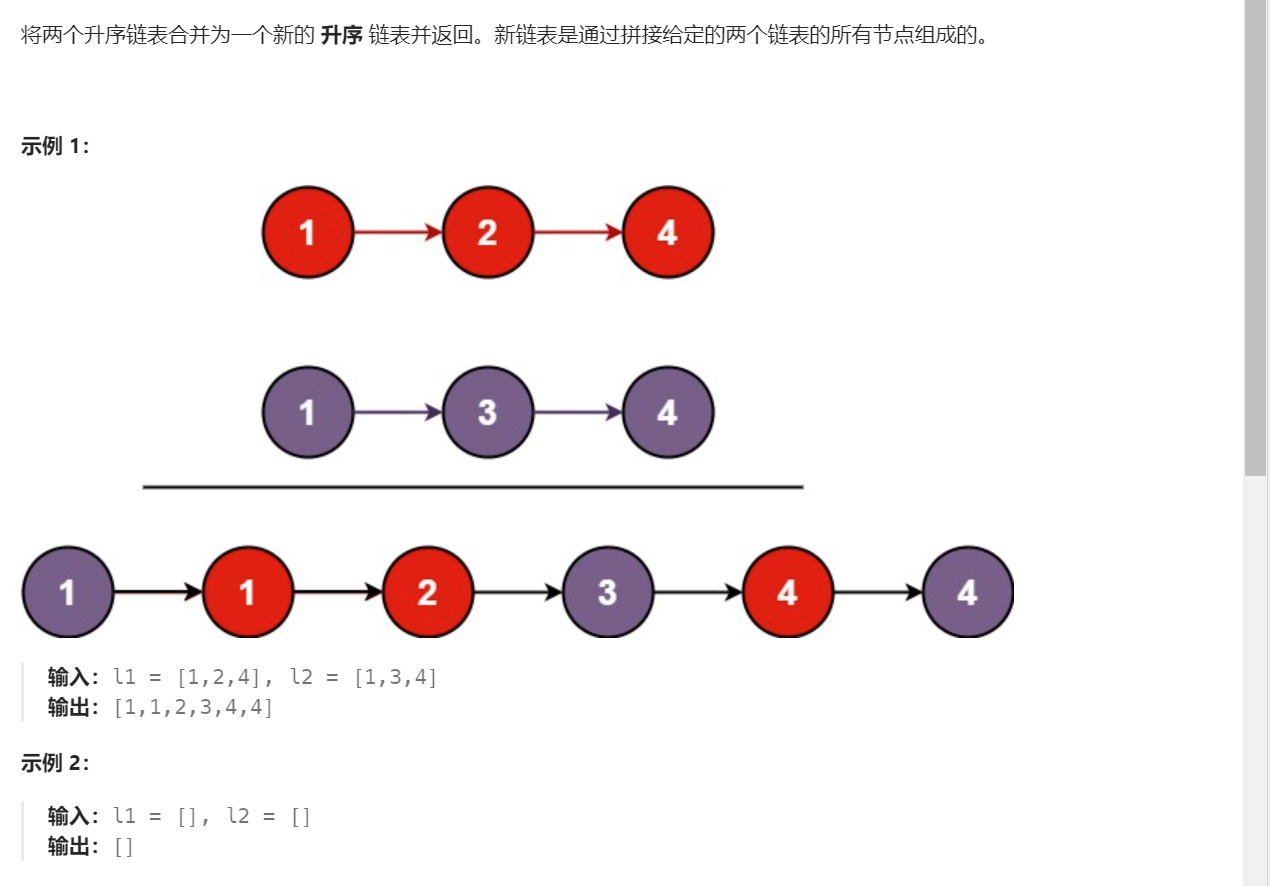 将两个升序链表合并为一个新的 升序 链表并返回。新链表是通过拼接给定的两个链表的所有节点组成的。
示例 1：
1 2 4
1 3 4
1 1 2 3 4 4
输入：l1 = [1,2,4], l2 = [1,3,4]
输出：[1,1,2,3,4,4]
示例 2：
输入：l1 = [], l2 = []
输出：[]